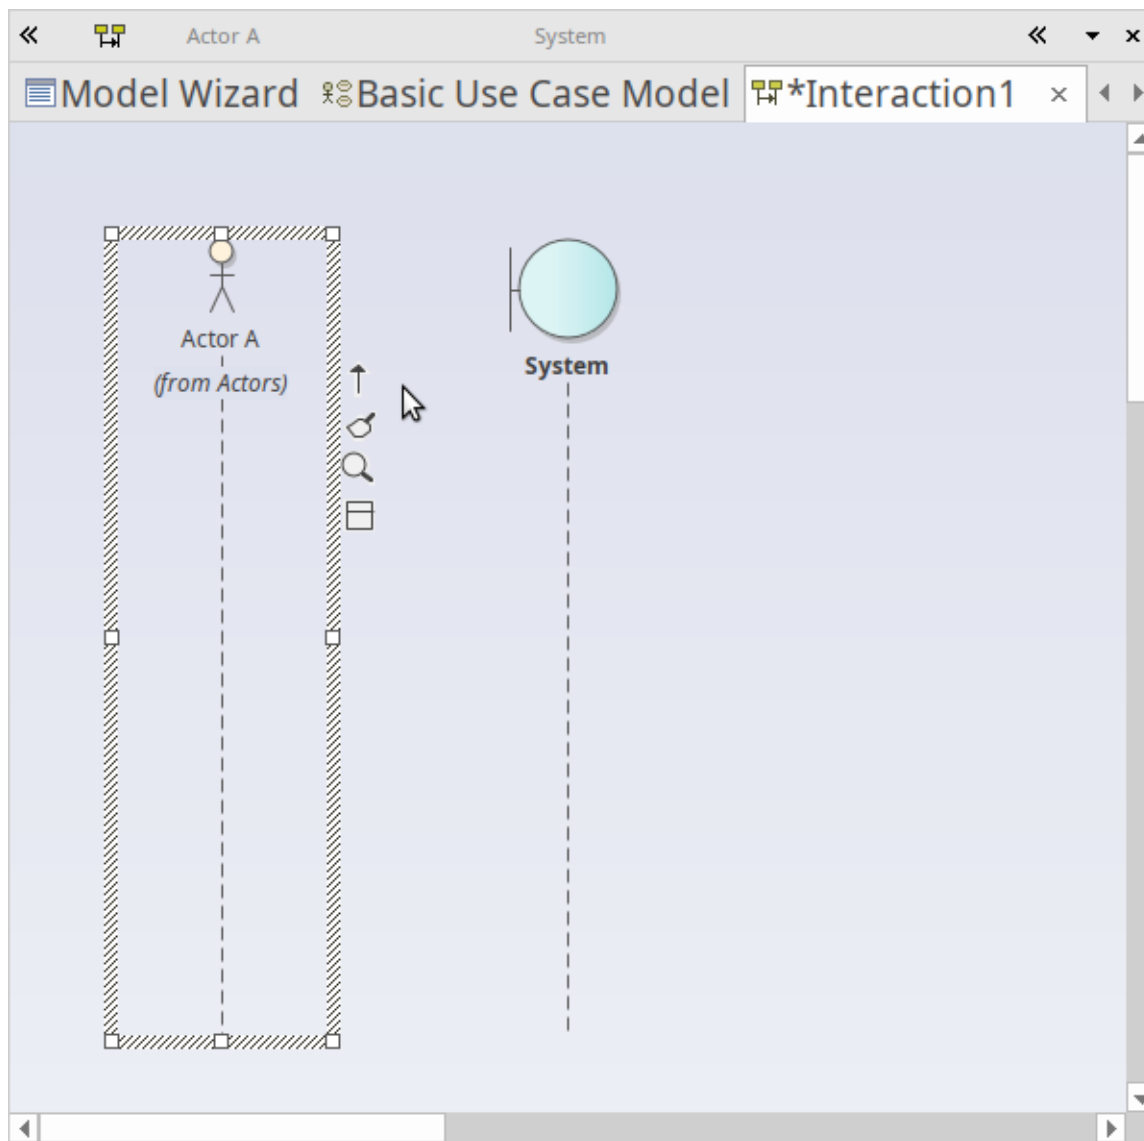 Actor A System
Model Wizard Basic Use Case Model *Interaction1
Actor A
(from Actors)
System